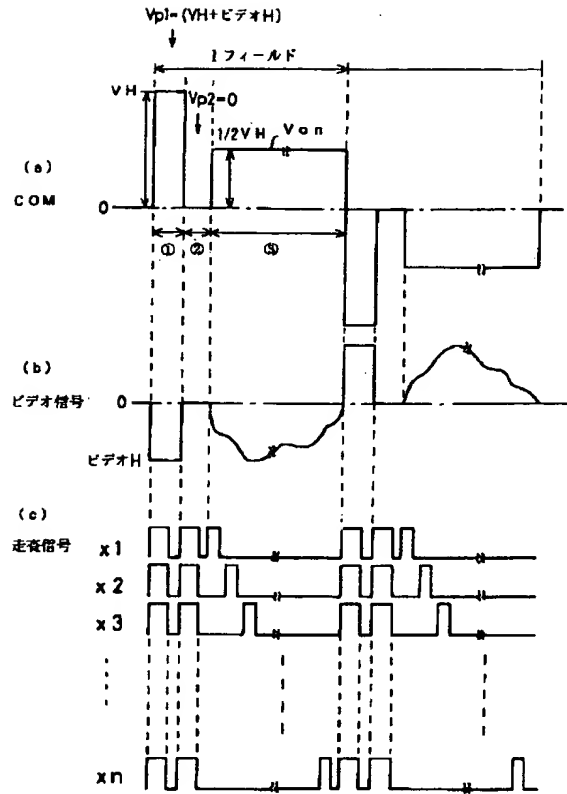 Vp1=(VH+ビデオH)
1フィールド
VH
Vp2=0
1/2VH
Von
(a)
COM
0
① ② ③
(b)
ビデオ信号
0
ビデオH
(c)
走査信号
x1
x2
x3
xn